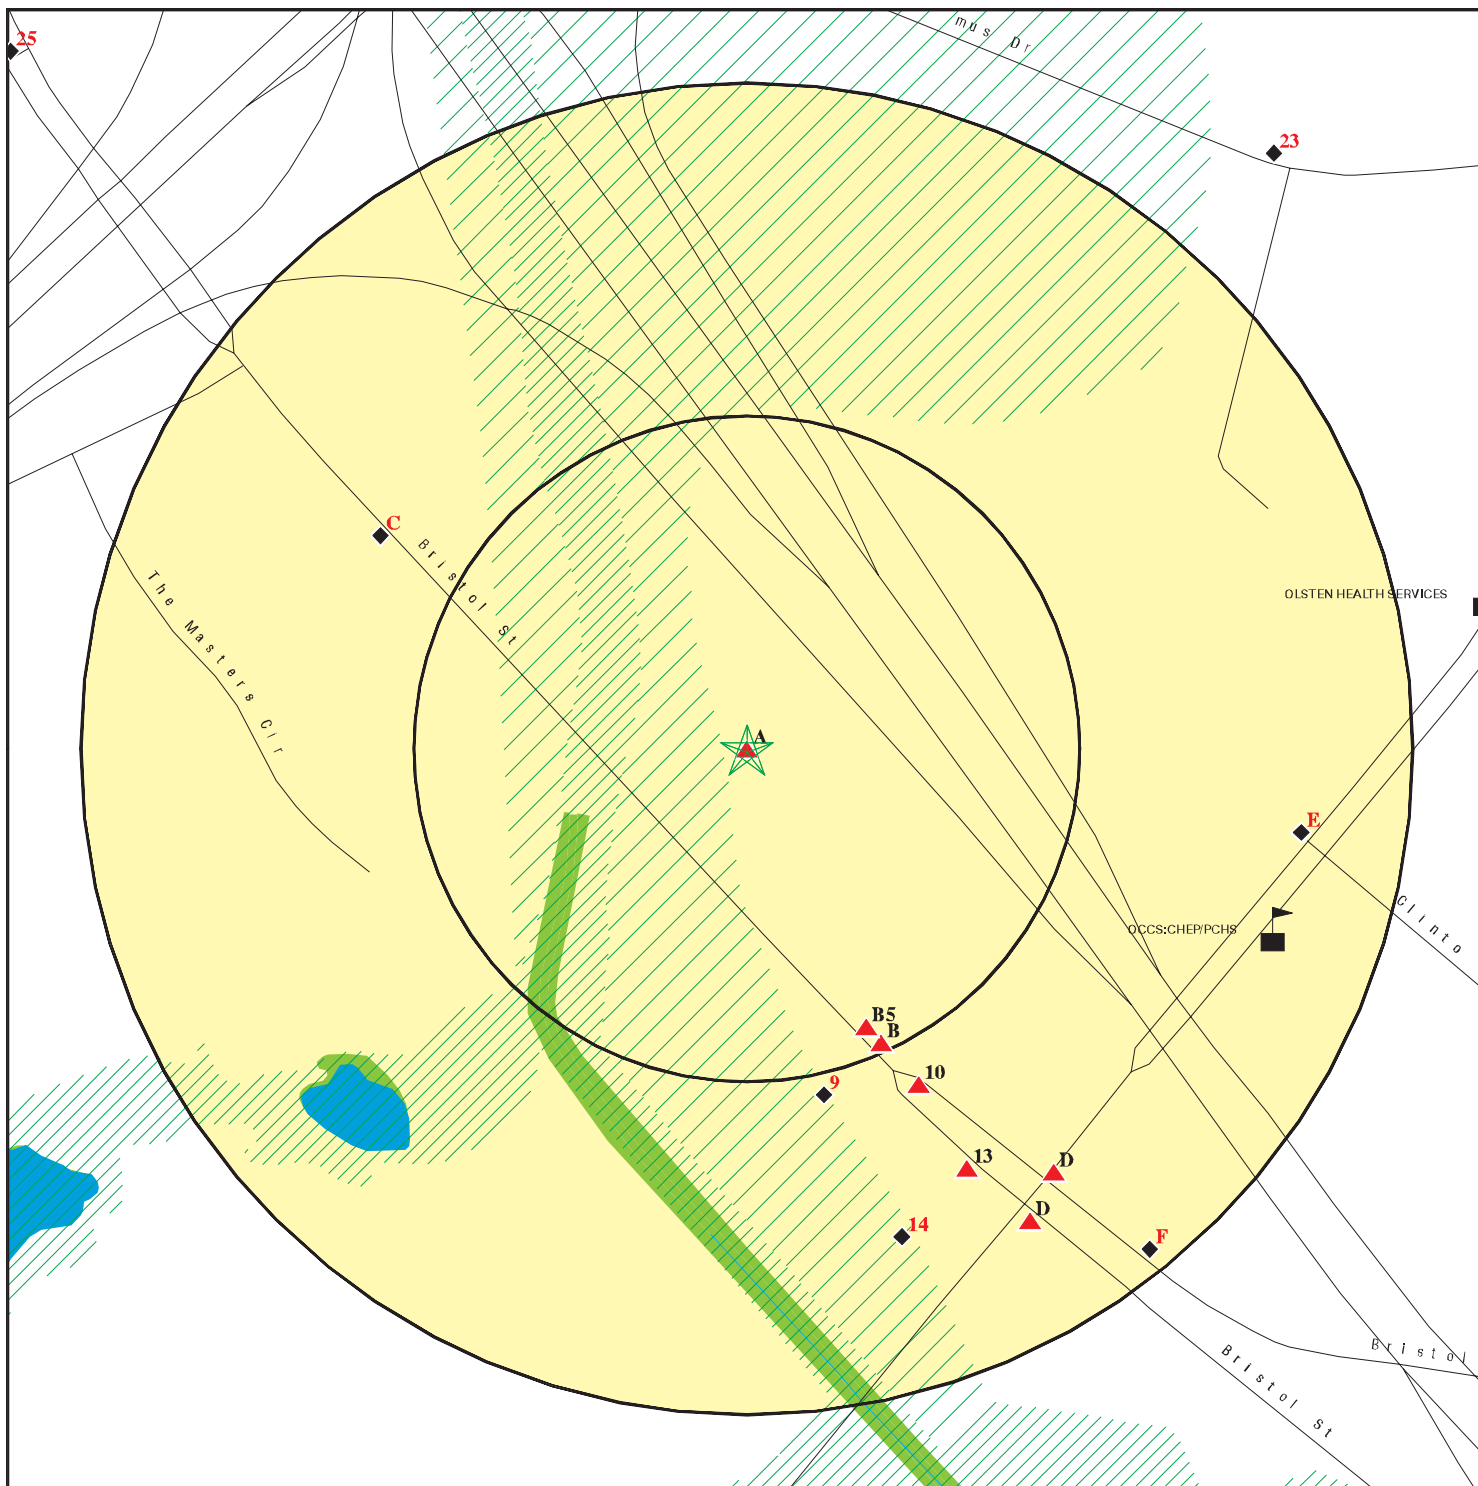 mus Dr
25
23
C
Bristol St
The Masters Cir
OLSTEN HEALTH SERVICES
A
E
Clinto
OCCS:CHEP/PCHS
B5
B
10
9
13
D
D
14
F
Bristol
Bristol St